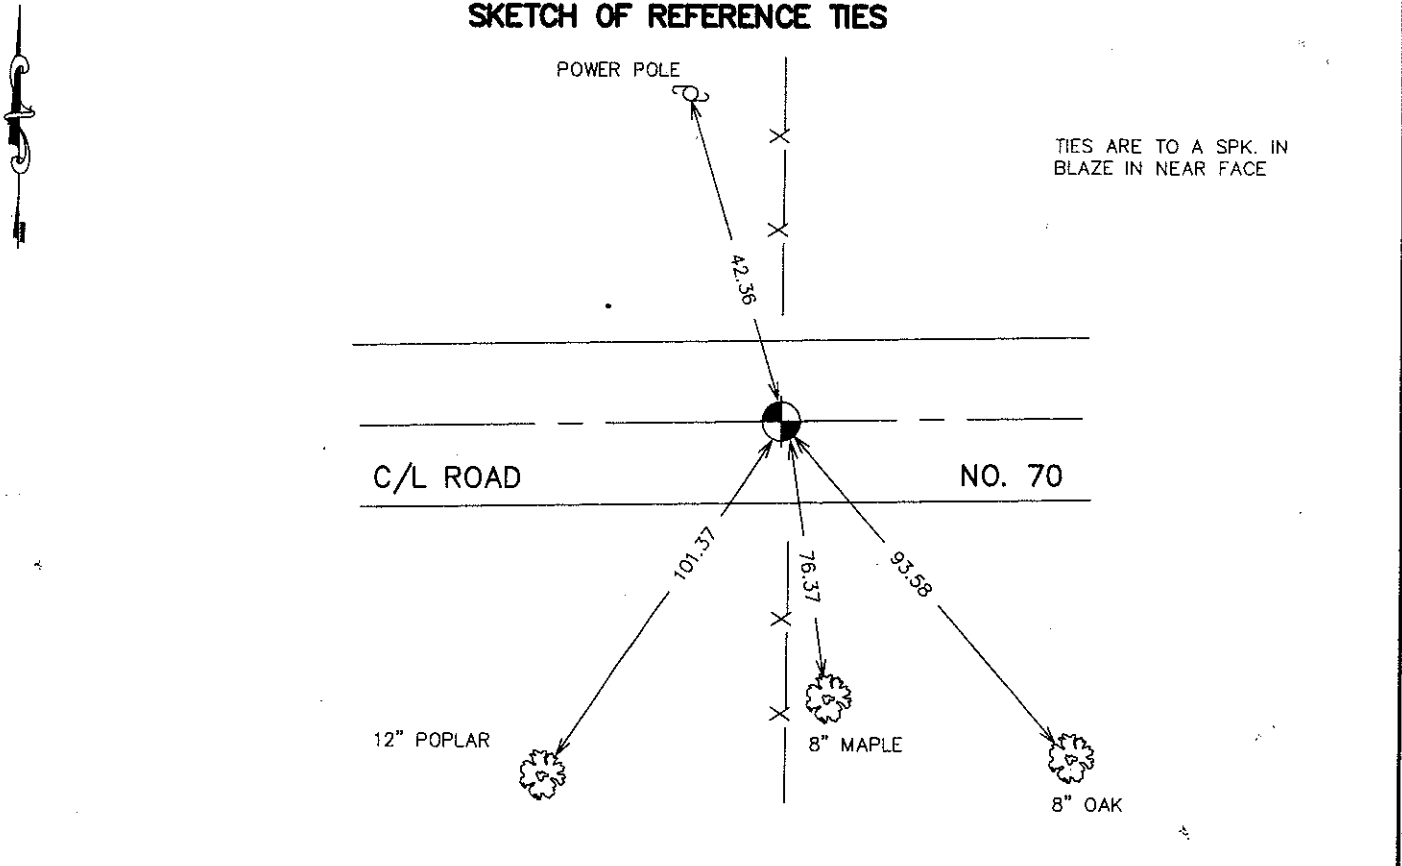 SKETCH OF REFERENCE TIES
POWER POLE
TIES ARE TO A SPK. IN
BLAZE IN NEAR FACE
42.36
C/L ROAD
NO. 70
101.37
76.37
93.58
12" POPLAR
8" MAPLE
8" OAK